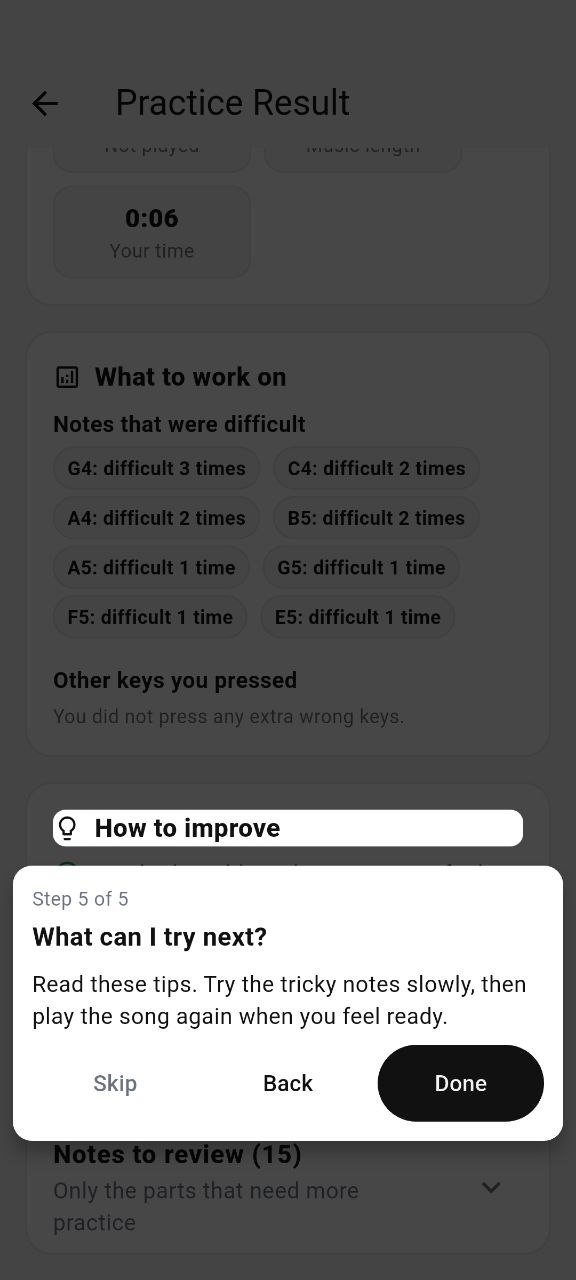 Practice Result
Not played
Music length
0:06
Your time
What to work on
Notes that were difficult
G4: difficult 3 times
C4: difficult 2 times
A4: difficult 2 times
B5: difficult 2 times
A5: difficult 1 time
G5: difficult 1 time
F5: difficult 1 time
E5: difficult 1 time
Other keys you pressed
You did not press any extra wrong keys.
How to improve
Step 5 of 5
What can I try next?
Read these tips. Try the tricky notes slowly, then
play the song again when you feel ready.
Skip
Back
Done
Notes to review (15)
Only the parts that need more
practice